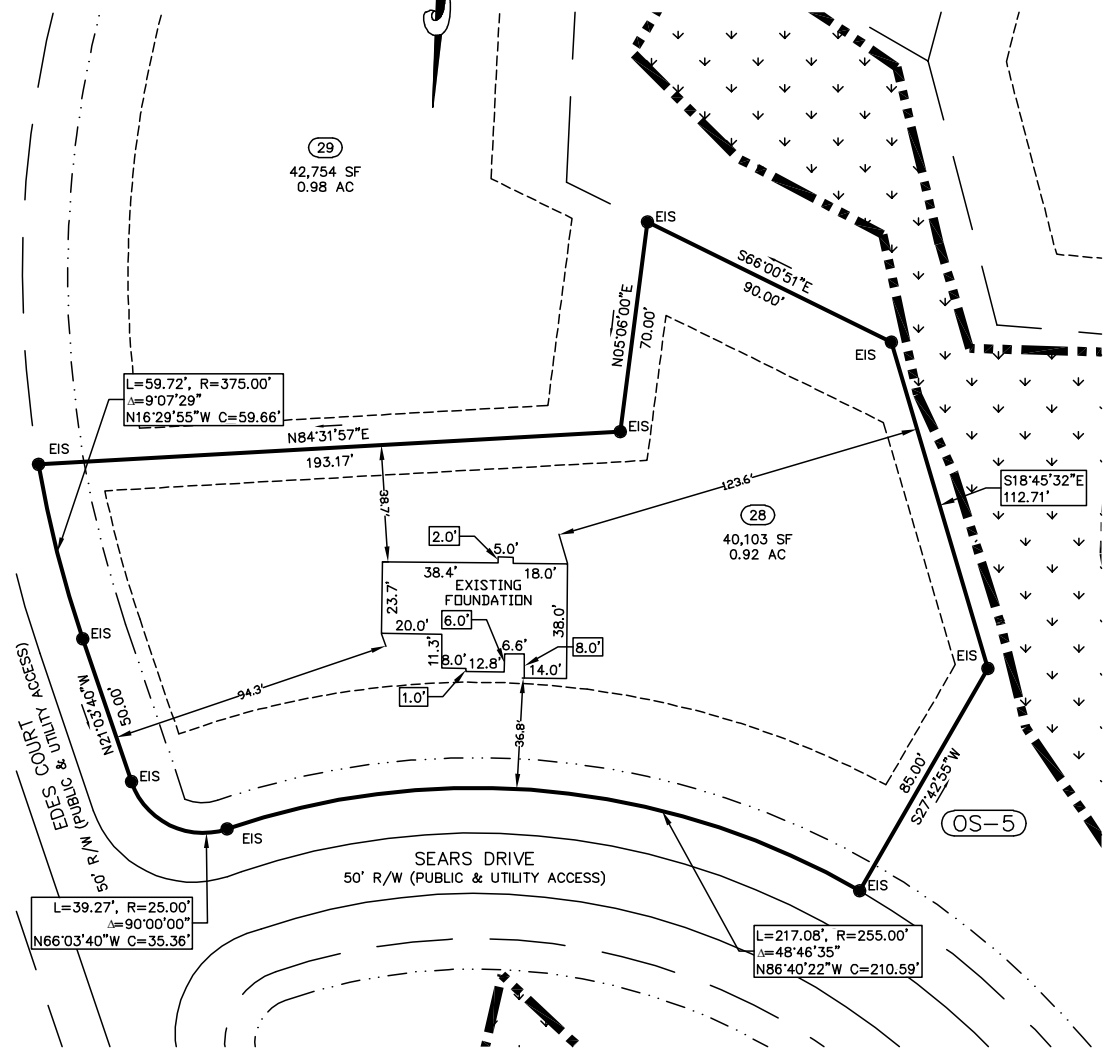 29
42,754 SF
0.98 AC
EIS
S66°00'51"E
90.00'
N05°06'00"E
70.00'
EIS
L=59.72', R=375.00'
Δ=9°07'29"
N16°29'55"W C=59.66'
EIS
N84°31'57"E
193.17'
EIS
EIS
123.6'
S18°45'32"E
112.71'
38.7'
28
40,103 SF
0.92 AC
2.0'
5.0'
38.4'
18.0'
EXISTING
FOUNDATION
23.7'
20.0'
6.0'
38.0'
11.3'
8.0'
12.8'
6.6'
14.0'
8.0'
1.0'
EIS
EIS
94.3'
36.8'
N21°03'40"W
50.00'
EDES COURT
50' R/W (PUBLIC & UTILITY ACCESS)
EIS
EIS
85.00'
S27°42'55"W
OS-5
SEARS DRIVE
50' R/W (PUBLIC & UTILITY ACCESS)
EIS
L=39.27', R=25.00'
Δ=90°00'00"
N66°03'40"W C=35.36'
L=217.08', R=255.00'
Δ=48°46'35"
N86°40'22"W C=210.59'